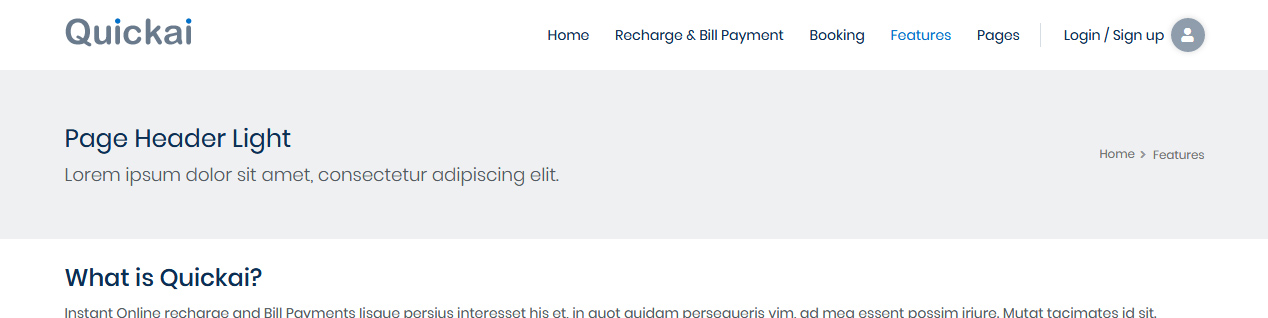 Quickai
Home Recharge & Bill Payment Booking Features Pages Login / Sign up
Page Header Light
Lorem ipsum dolor sit amet, consectetur adipiscing elit.
Home > Features
What is Quickai?
Instant Online recharge and Bill Payments lisque persius interesset his et, in quot quidam persequeris vim, ad mea essent possim iriure. Mutat tacimates id sit.